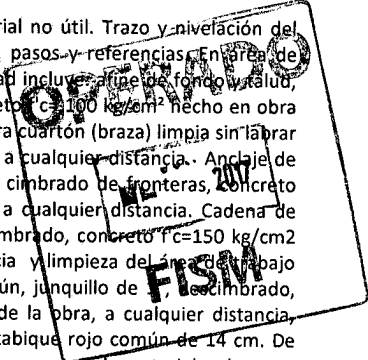 rial no útil. Trazo y nivelación del
pasos y referencias. En área de
ad incluye: afine de fondo y talud,
to f'c= 100 kg/cm² hecho en obra
ra cuartón (braza) limpia sin labrar
a cualquier distancia. Anclaje de
cimbrado de fronteras, concreto
a cualquier distancia. Cadena de
mbrado, concreto f'c=150 kg/cm2
cia y limpieza del área de trabajo
ún, junquillo de descimbrado,
de la obra, a cualquier distancia,
tabique rojo común de 14 cm. De
OPERADO
2017
FISM